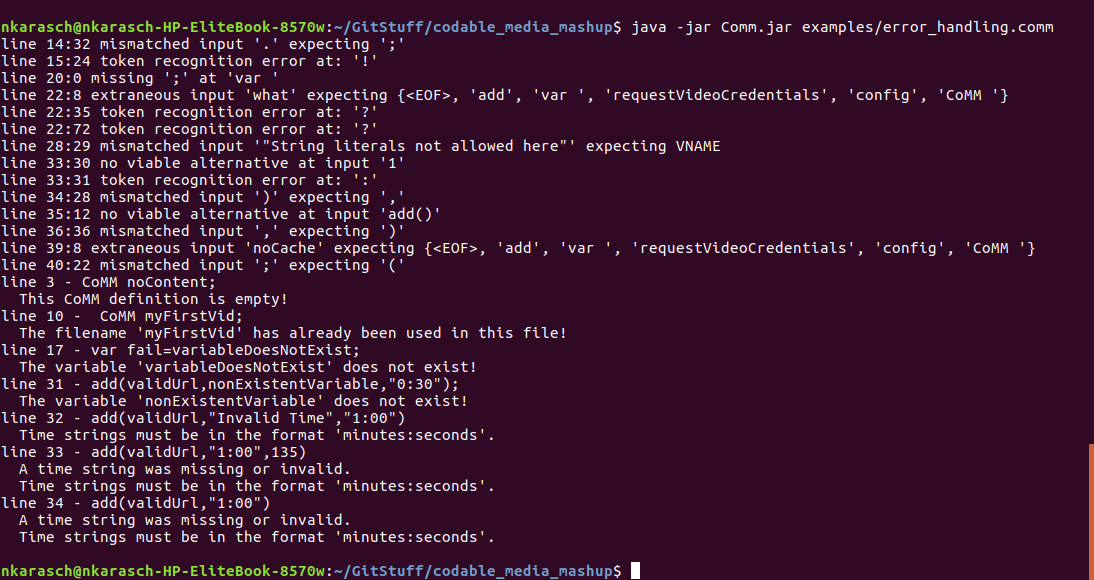 nkarasch@nkarasch-HP-EliteBook-8570w:~/GitStuff/codable_media_mashup$ java -jar Comm.jar examples/error_handling.comm
line 14:32 mismatched input '.' expecting ';'
line 15:24 token recognition error at: '!'
line 20:0 missing ';' at 'var '
line 22:8 extraneous input 'what' expecting {<EOF>, 'add', 'var ', 'requestVideoCredentials', 'config', 'CoMM '}
line 22:35 token recognition error at: '?'
line 22:72 token recognition error at: '?'
line 28:29 mismatched input '"String literals not allowed here"' expecting VNAME
line 33:30 no viable alternative at input '1'
line 33:31 token recognition error at: ':'
line 34:28 mismatched input ')' expecting ','
line 35:12 no viable alternative at input 'add()'
line 36:36 mismatched input ',' expecting ')'
line 39:8 extraneous input 'noCache' expecting {<EOF>, 'add', 'var ', 'requestVideoCredentials', 'config', 'CoMM '}
line 40:22 mismatched input ';' expecting '('
line 3 - CoMM noContent;
  This CoMM definition is empty!
line 10 -  CoMM myFirstVid;
  The filename 'myFirstVid' has already been used in this file!
line 17 - var fail=variableDoesNotExist;
  The variable 'variableDoesNotExist' does not exist!
line 31 - add(validUrl,nonExistentVariable,"0:30");
  The variable 'nonExistentVariable' does not exist!
line 32 - add(validUrl,"Invalid Time","1:00")
  Time strings must be in the format 'minutes:seconds'.
line 33 - add(validUrl,"1:00",135)
  A time string was missing or invalid.
  Time strings must be in the format 'minutes:seconds'.
line 34 - add(validUrl,"1:00")
  A time string was missing or invalid.
  Time strings must be in the format 'minutes:seconds'.
nkarasch@nkarasch-HP-EliteBook-8570w:~/GitStuff/codable_media_mashup$